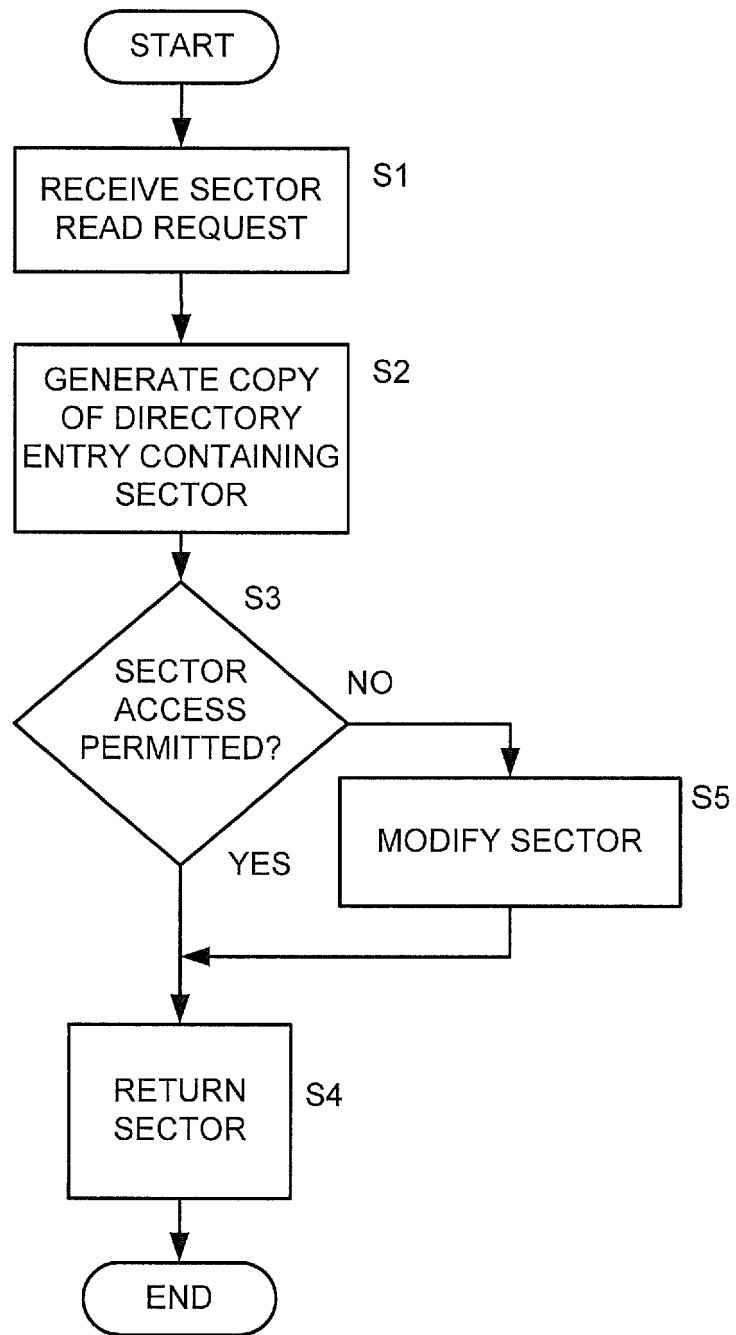 START
RECEIVE SECTOR
READ REQUEST
S1
GENERATE COPY
OF DIRECTORY
ENTRY CONTAINING
SECTOR
S2
S3
SECTOR
ACCESS
PERMITTED?
NO
YES
MODIFY SECTOR
S5
RETURN
SECTOR
S4
END